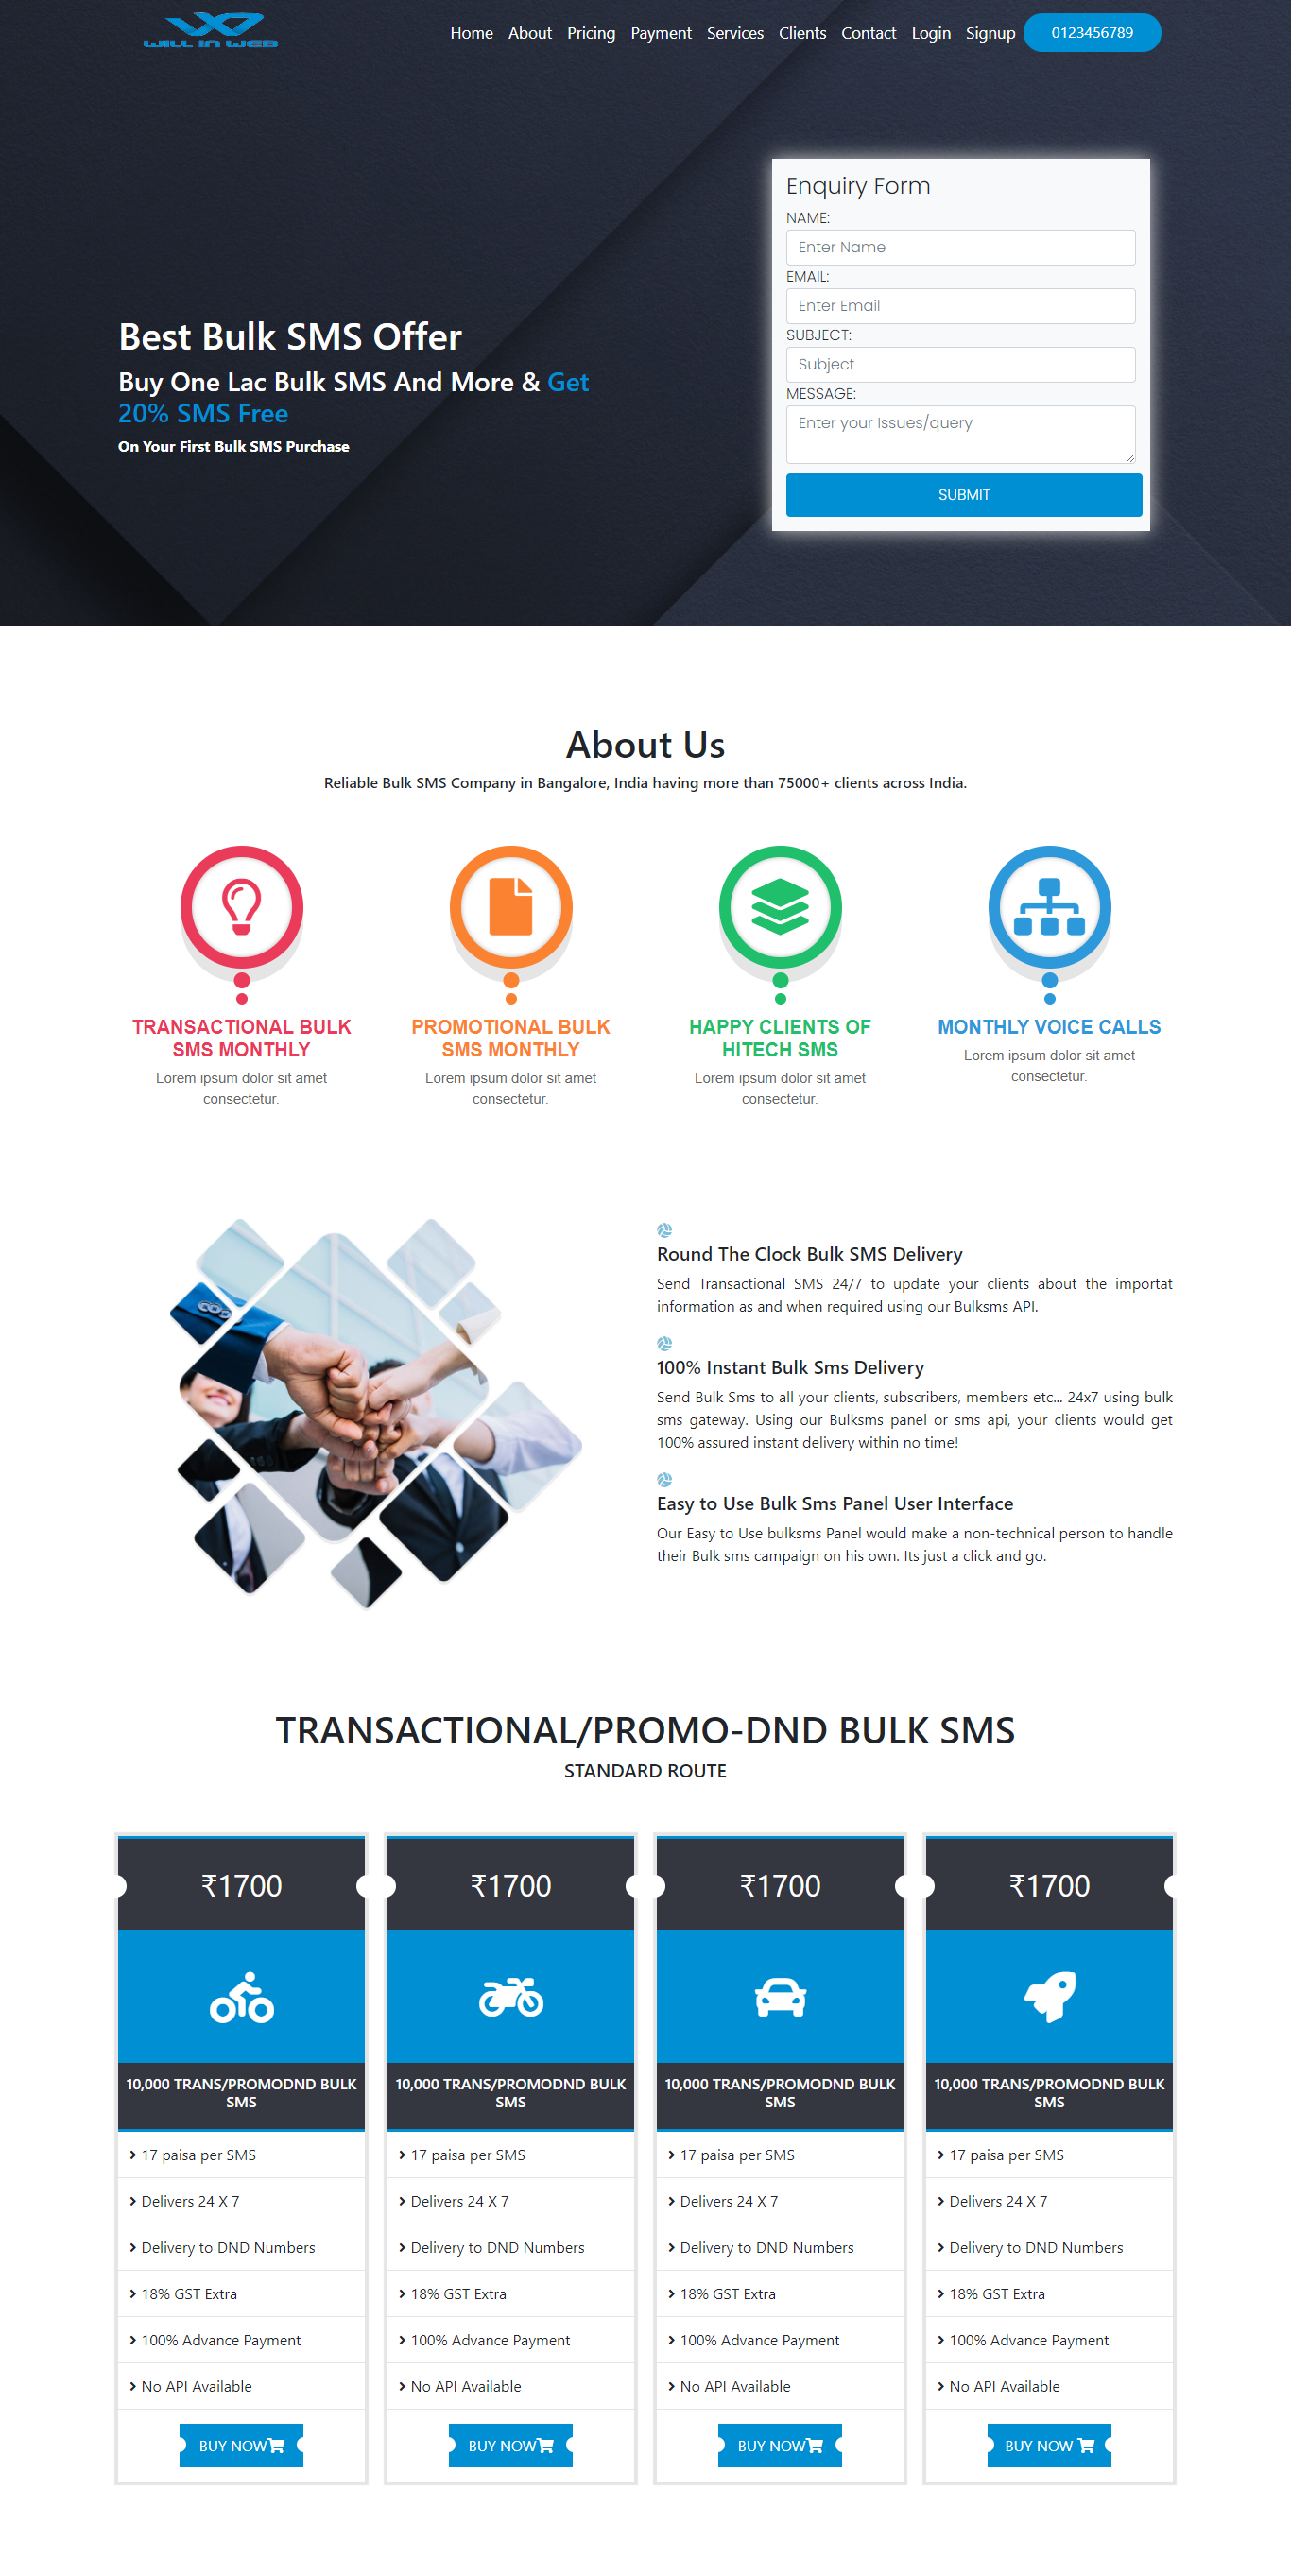 WILL IN WEB
Home About Pricing Payment Services Clients Contact Login Signup 0123456789
Best Bulk SMS Offer
Buy One Lac Bulk SMS And More & Get
20% SMS Free
On Your First Bulk SMS Purchase
Enquiry Form
NAME:
Enter Name
EMAIL:
Enter Email
SUBJECT:
Subject
MESSAGE:
Enter your Issues/query
SUBMIT
About Us
Reliable Bulk SMS Company in Bangalore, India having more than 75000+ clients across India.
TRANSACTIONAL BULK
SMS MONTHLY
Lorem ipsum dolor sit amet
consectetur.
PROMOTIONAL BULK
SMS MONTHLY
Lorem ipsum dolor sit amet
consectetur.
HAPPY CLIENTS OF
HITECH SMS
Lorem ipsum dolor sit amet
consectetur.
MONTHLY VOICE CALLS
Lorem ipsum dolor sit amet
consectetur.
Round The Clock Bulk SMS Delivery
Send Transactional SMS 24/7 to update your clients about the importat
information as and when required using our Bulksms API.
100% Instant Bulk Sms Delivery
Send Bulk Sms to all your clients, subscribers, members etc... 24x7 using bulk
sms gateway. Using our Bulksms panel or sms api, your clients would get
100% assured instant delivery within no time!
Easy to Use Bulk Sms Panel User Interface
Our Easy to Use bulksms Panel would make a non-technical person to handle
their Bulk sms campaign on his own. Its just a click and go.
TRANSACTIONAL/PROMO-DND BULK SMS
STANDARD ROUTE
₹1700
10,000 TRANS/PROMODND BULK
SMS
17 paisa per SMS
Delivers 24 X 7
Delivery to DND Numbers
18% GST Extra
100% Advance Payment
No API Available
BUY NOW
₹1700
10,000 TRANS/PROMODND BULK
SMS
17 paisa per SMS
Delivers 24 X 7
Delivery to DND Numbers
18% GST Extra
100% Advance Payment
No API Available
BUY NOW
₹1700
10,000 TRANS/PROMODND BULK
SMS
17 paisa per SMS
Delivers 24 X 7
Delivery to DND Numbers
18% GST Extra
100% Advance Payment
No API Available
BUY NOW
₹1700
10,000 TRANS/PROMODND BULK
SMS
17 paisa per SMS
Delivers 24 X 7
Delivery to DND Numbers
18% GST Extra
100% Advance Payment
No API Available
BUY NOW